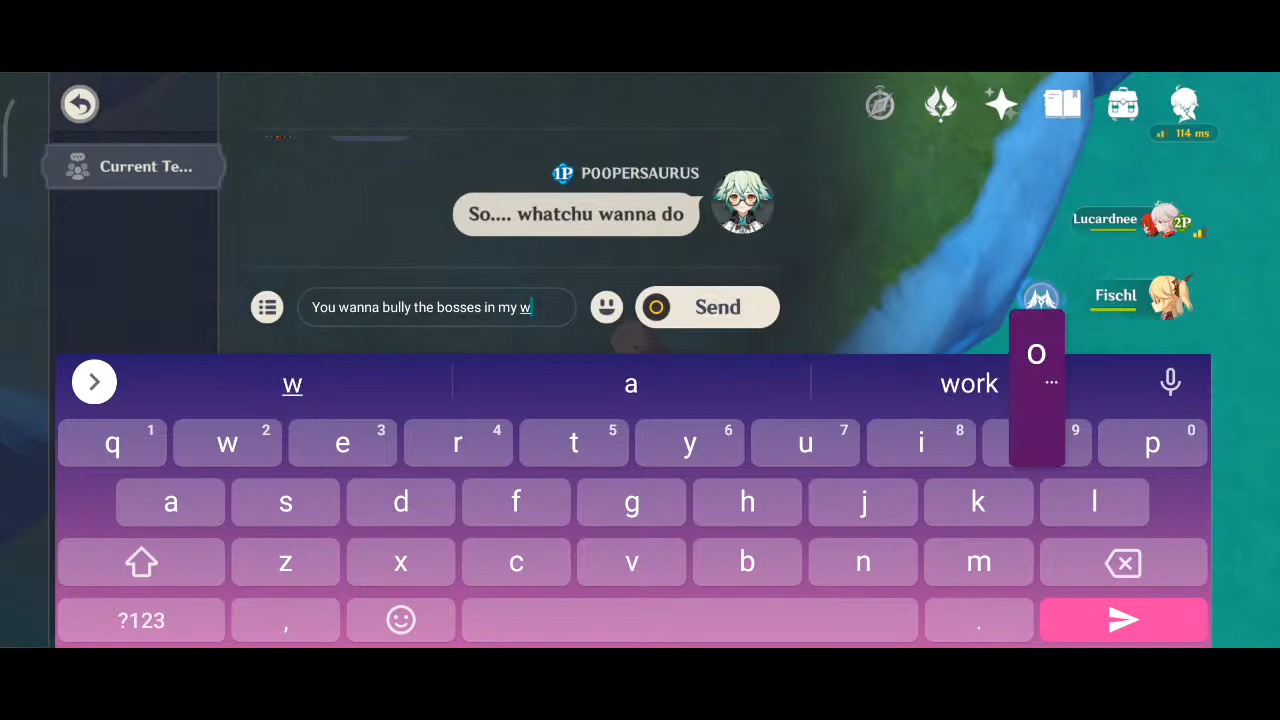 Current Te...
114 ms
1P P00PERSAURUS
So.... whatchu wanna do
Lucardnee 2P
You wanna bully the bosses in my w
Send
Fischl
w a work
o
...
q 1 w 2 e 3 r 4 t 5 y 6 u 7 i 8 9 p 0
a s d f g h j k l
z x c v b n m
?123 , .